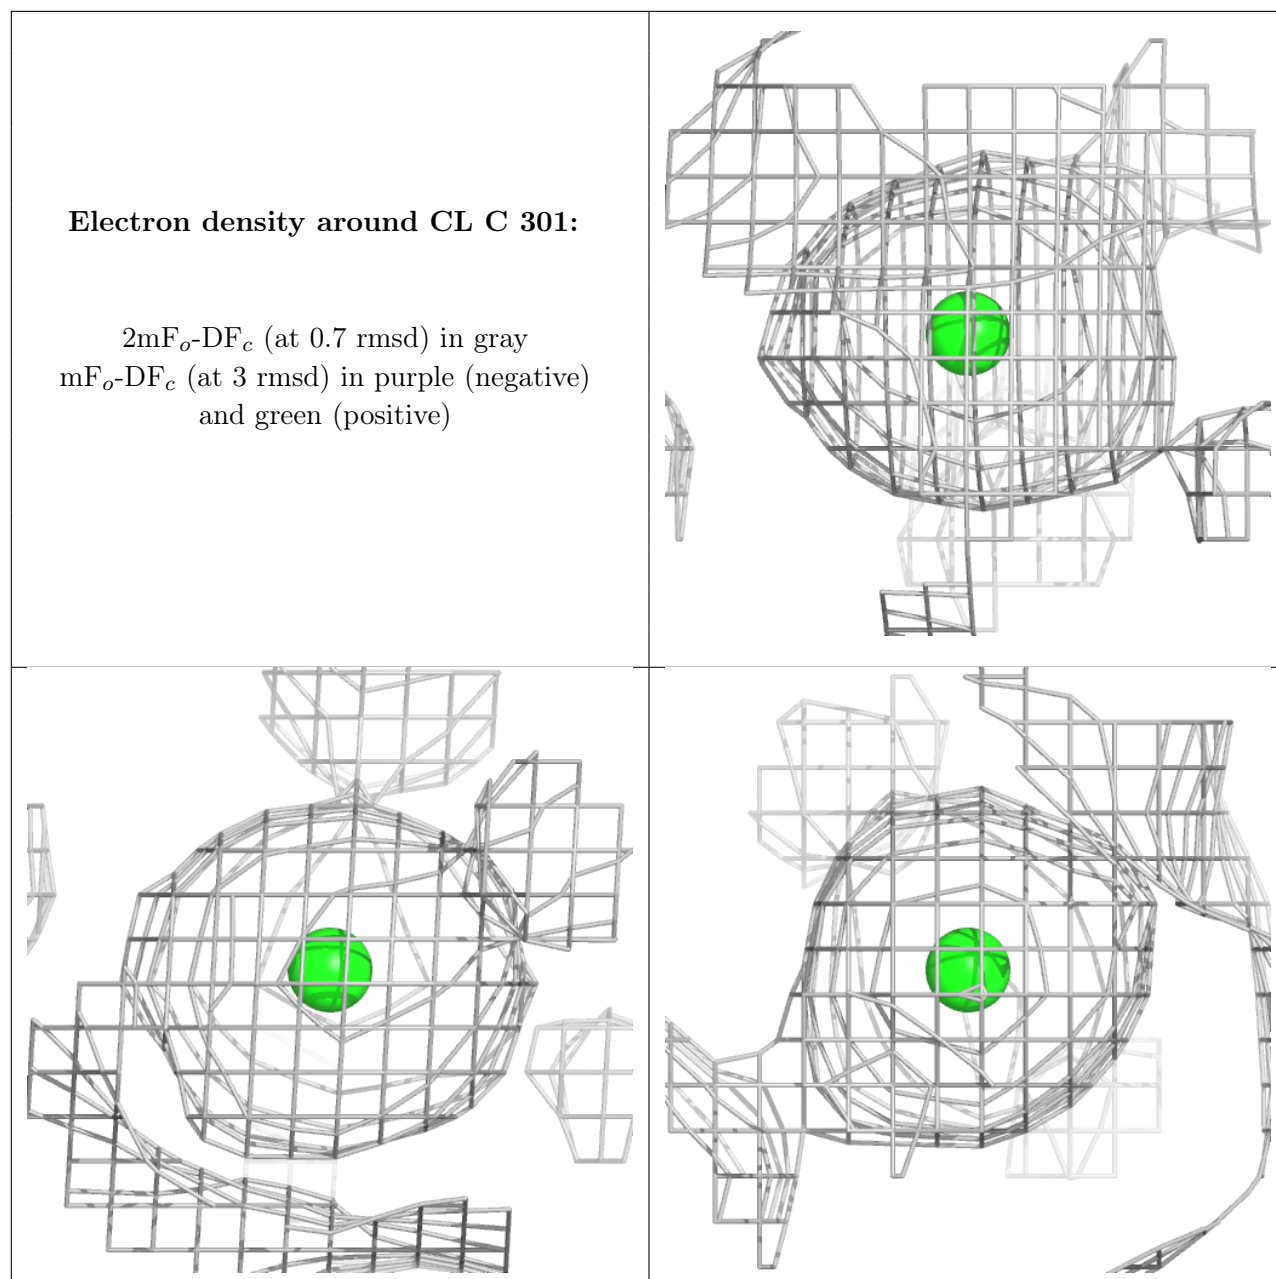 Electron density around CL C 301:
2mFo-DFc (at 0.7 rmsd) in gray
mFo-DFc (at 3 rmsd) in purple (negative)
and green (positive)